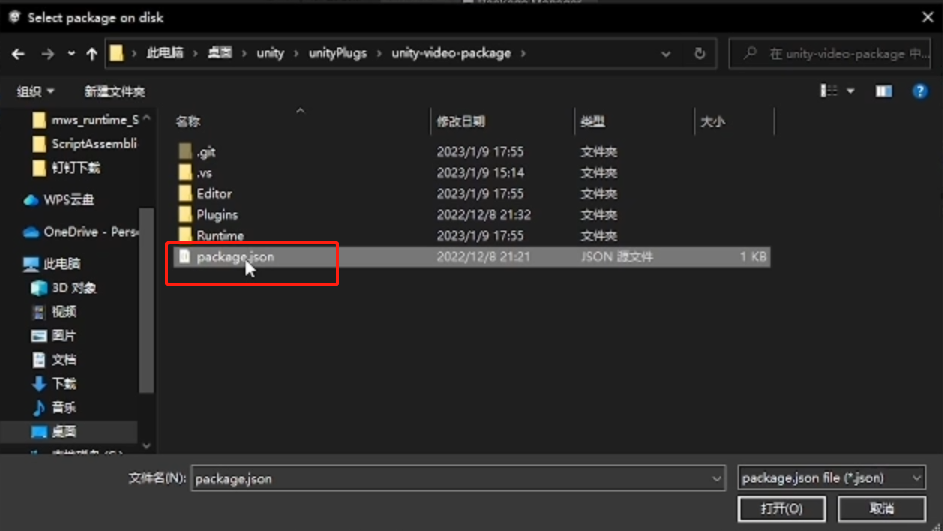 Select package on disk
此电脑 › 桌面 › unity › unityPlugs › unity-video-package ›
在 unity-video-package 中...
组织 新建文件夹
名称 修改日期 类型 大小
mws_runtime_S
ScriptAssembli
钉钉下载
WPS云盘
OneDrive - Pers
此电脑
3D 对象
视频
图片
文档
下载
音乐
桌面
.git 2023/1/9 17:55 文件夹
.vs 2023/1/9 15:14 文件夹
Editor 2023/1/9 17:55 文件夹
Plugins 2022/12/8 21:32 文件夹
Runtime 2023/1/9 17:55 文件夹
package.json 2022/12/8 21:21 JSON 源文件 1 KB
文件名(N): package.json package.json file (*.json)
打开(O) 取消